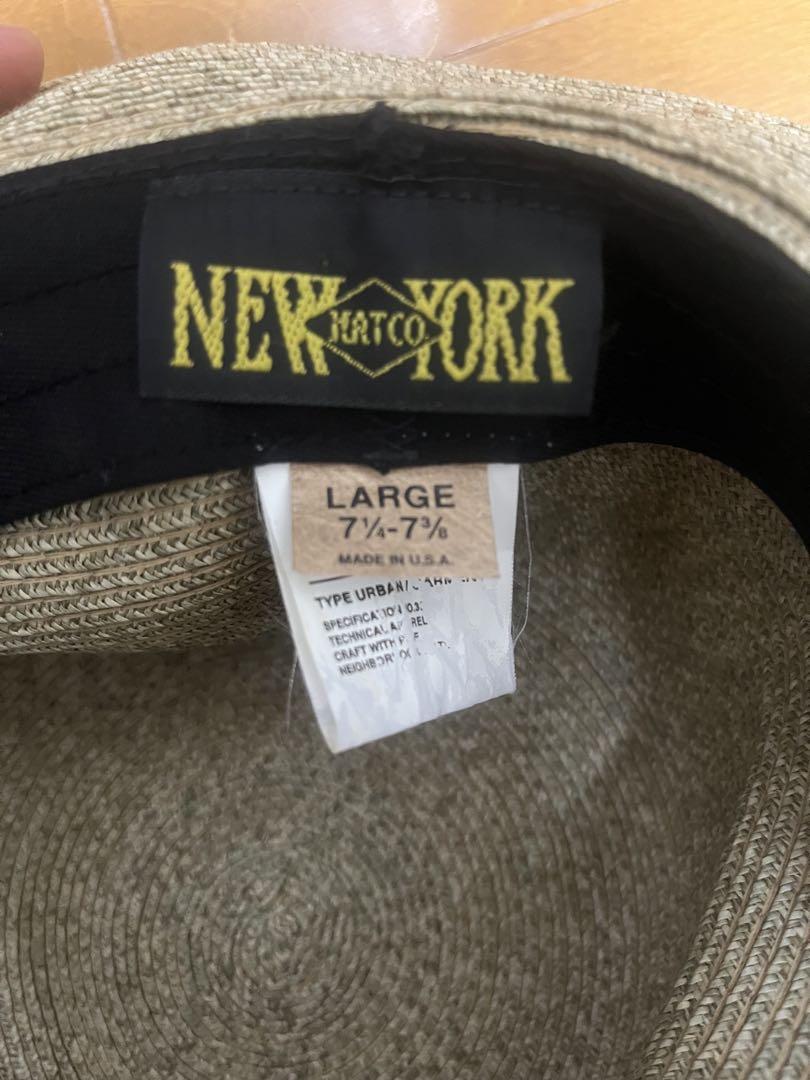 NEW HATCO YORK
LARGE
7¼-7⅜
MADE IN U.S.A.
TYPE URBAN/
SPECIFICATION
TECHNICAL
CRAFT WITH